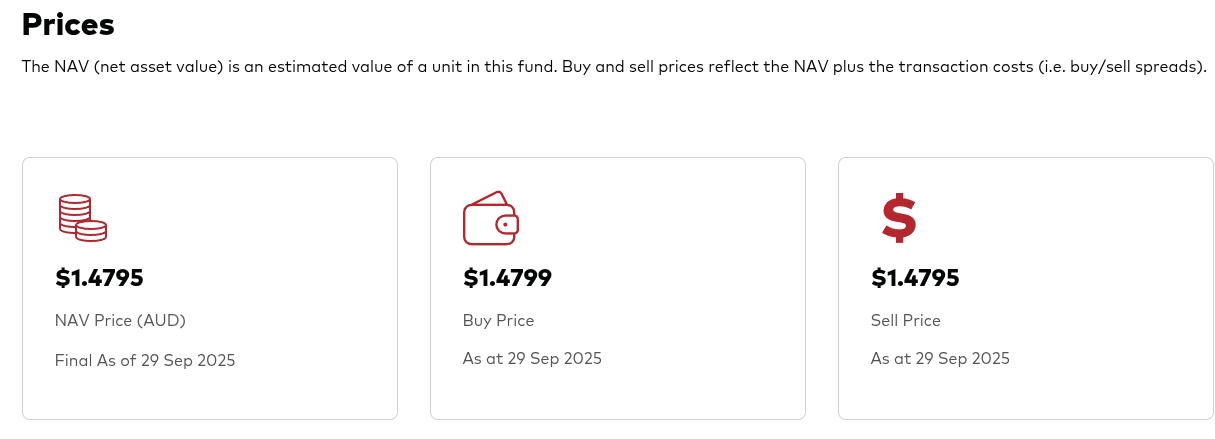 Prices
The NAV (net asset value) is an estimated value of a unit in this fund. Buy and sell prices reflect the NAV plus the transaction costs (i.e. buy/sell spreads).
$1.4795
NAV Price (AUD)
Final As of 29 Sep 2025
$1.4799
Buy Price
As at 29 Sep 2025
$
$1.4795
Sell Price
As at 29 Sep 2025